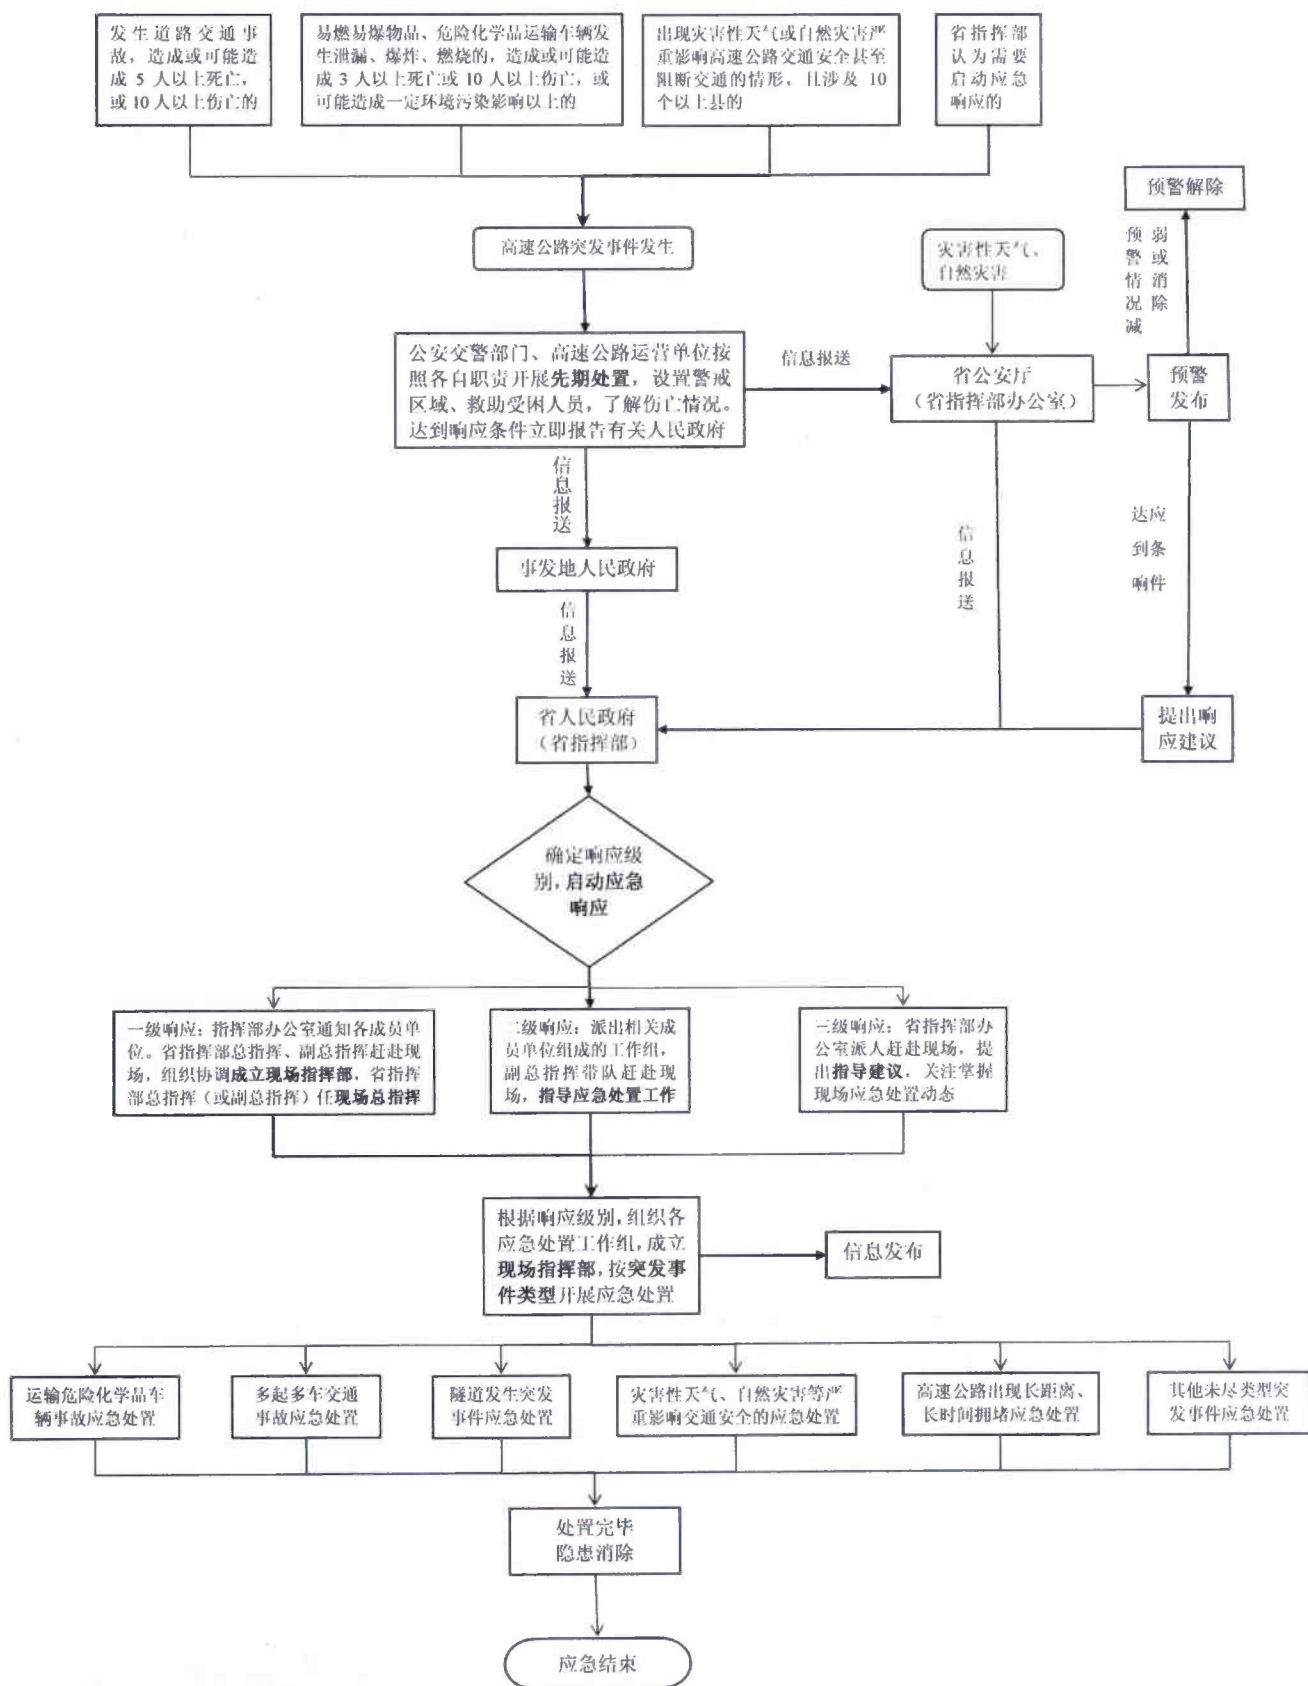 发生道路交通事
故，造成或可能造
成 5 人以上死亡，
或 10 人以上伤亡的
易燃易爆物品、危险化学品运输车辆发
生泄漏、爆炸、燃烧的，造成或可能造
成 3 人以上死亡或 10 人以上伤亡，或
可能造成一定环境污染影响以上的
出现灾害性天气或自然灾害严
重影响高速公路交通安全甚至
阻断交通的情形，且涉及 10
个以上县的
省指挥部
认为需要
启动应急
响应的
预警解除
预警情况减
弱或消除
高速公路突发事件发生
灾害性天气、
自然灾害
公安交警部门、高速公路运营单位按
照各自职责开展先期处置，设置警戒
区域、救助受困人员，了解伤亡情况。
达到响应条件立即报告有关人民政府
信息报送
省公安厅
（省指挥部办公室）
预警
发布
信息报送
事发地人民政府
信息报送
信息报送
达应
到条
响件
省人民政府
（省指挥部）
提出响
应建议
确定响应级
别，启动应急
响应
一级响应：指挥部办公室通知各成员单
位。省指挥部总指挥、副总指挥赶赴现
场，组织协调成立现场指挥部，省指挥
部总指挥（或副总指挥）任现场总指挥
二级响应：派出相关成
员单位组成的工作组，
副总指挥带队赶赴现
场，指导应急处置工作
三级响应：省指挥部办
公室派人赶赴现场，提
出指导建议，关注掌握
现场应急处置动态
根据响应级别，组织各
应急处置工作组，成立
现场指挥部，按突发事
件类型开展应急处置
信息发布
运输危险化学品车
辆事故应急处置
多起多车交通
事故应急处置
隧道发生突发
事件应急处置
灾害性天气、自然灾害等严
重影响交通安全的应急处置
高速公路出现长距离、
长时间拥堵应急处置
其他未尽类型突
发事件应急处置
处置完毕
隐患消除
应急结束